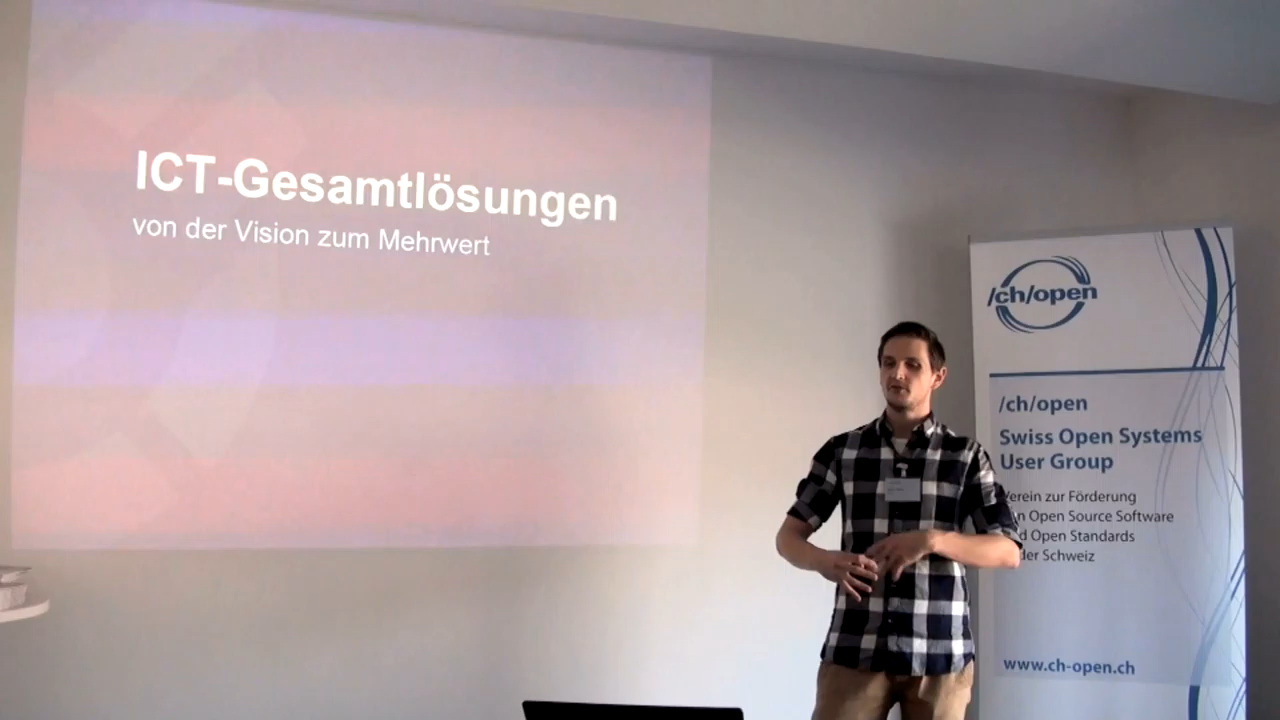 ICT-Gesamtlösungen
von der Vision zum Mehrwert
/ch/open
/ch/open
Swiss Open Systems
User Group
Verein zur Förderung
n Open Source Software
d Open Standards
der Schweiz
www.ch-open.ch